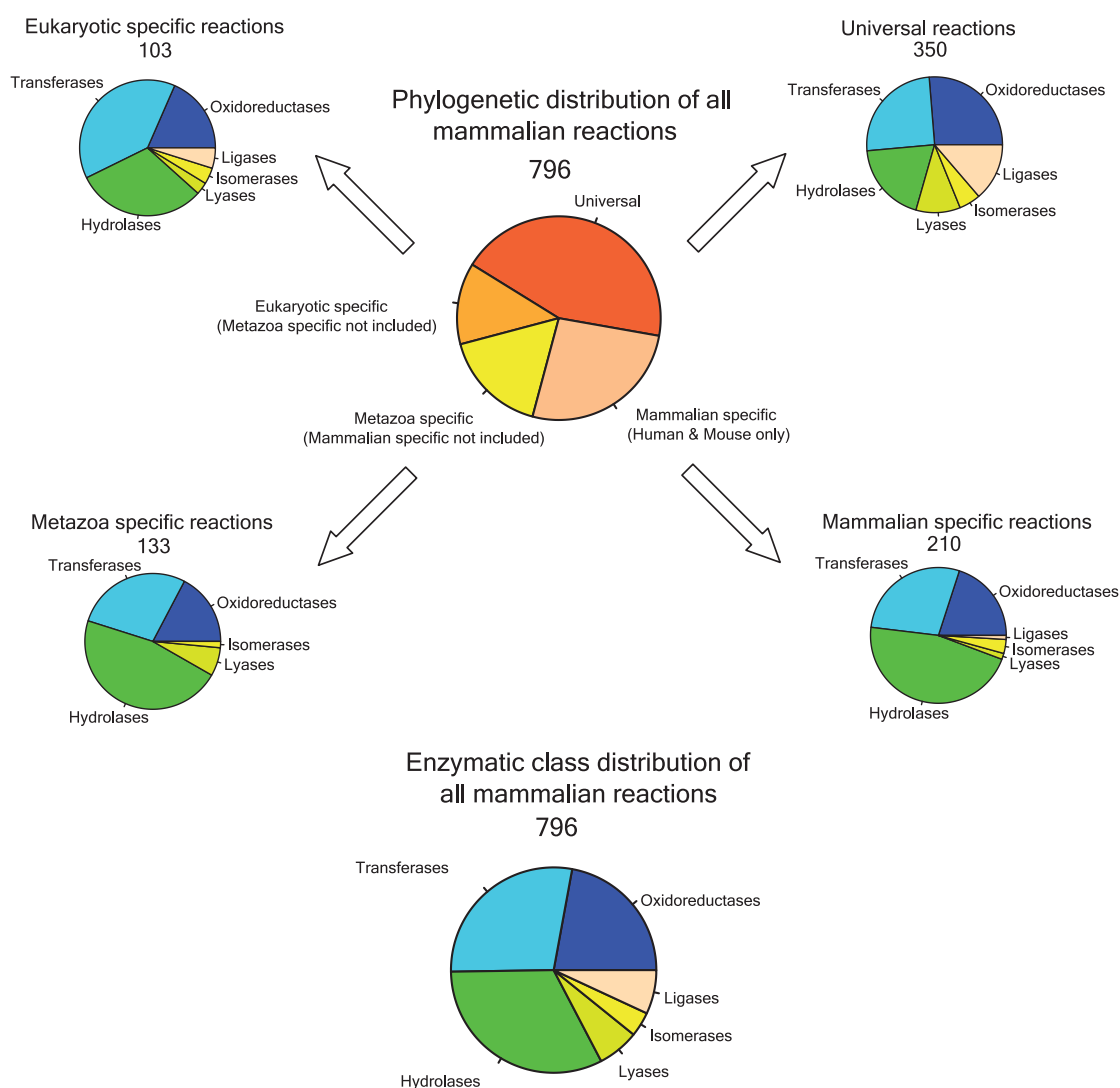 Eukaryotic specific reactions
103
Transferases
Oxidoreductases
Ligases
Isomerases
Lyases
Hydrolases
Phylogenetic distribution of all
mammalian reactions
796
Universal
Eukaryotic specific
(Metazoa specific not included)
Metazoa specific
(Mammalian specific not included)
Mammalian specific
(Human & Mouse only)
Universal reactions
350
Transferases
Oxidoreductases
Hydrolases
Ligases
Isomerases
Lyases
Metazoa specific reactions
133
Transferases
Oxidoreductases
Isomerases
Lyases
Hydrolases
Mammalian specific reactions
210
Transferases
Oxidoreductases
Ligases
Isomerases
Lyases
Hydrolases
Enzymatic class distribution of
all mammalian reactions
796
Transferases
Oxidoreductases
Ligases
Isomerases
Lyases
Hydrolases